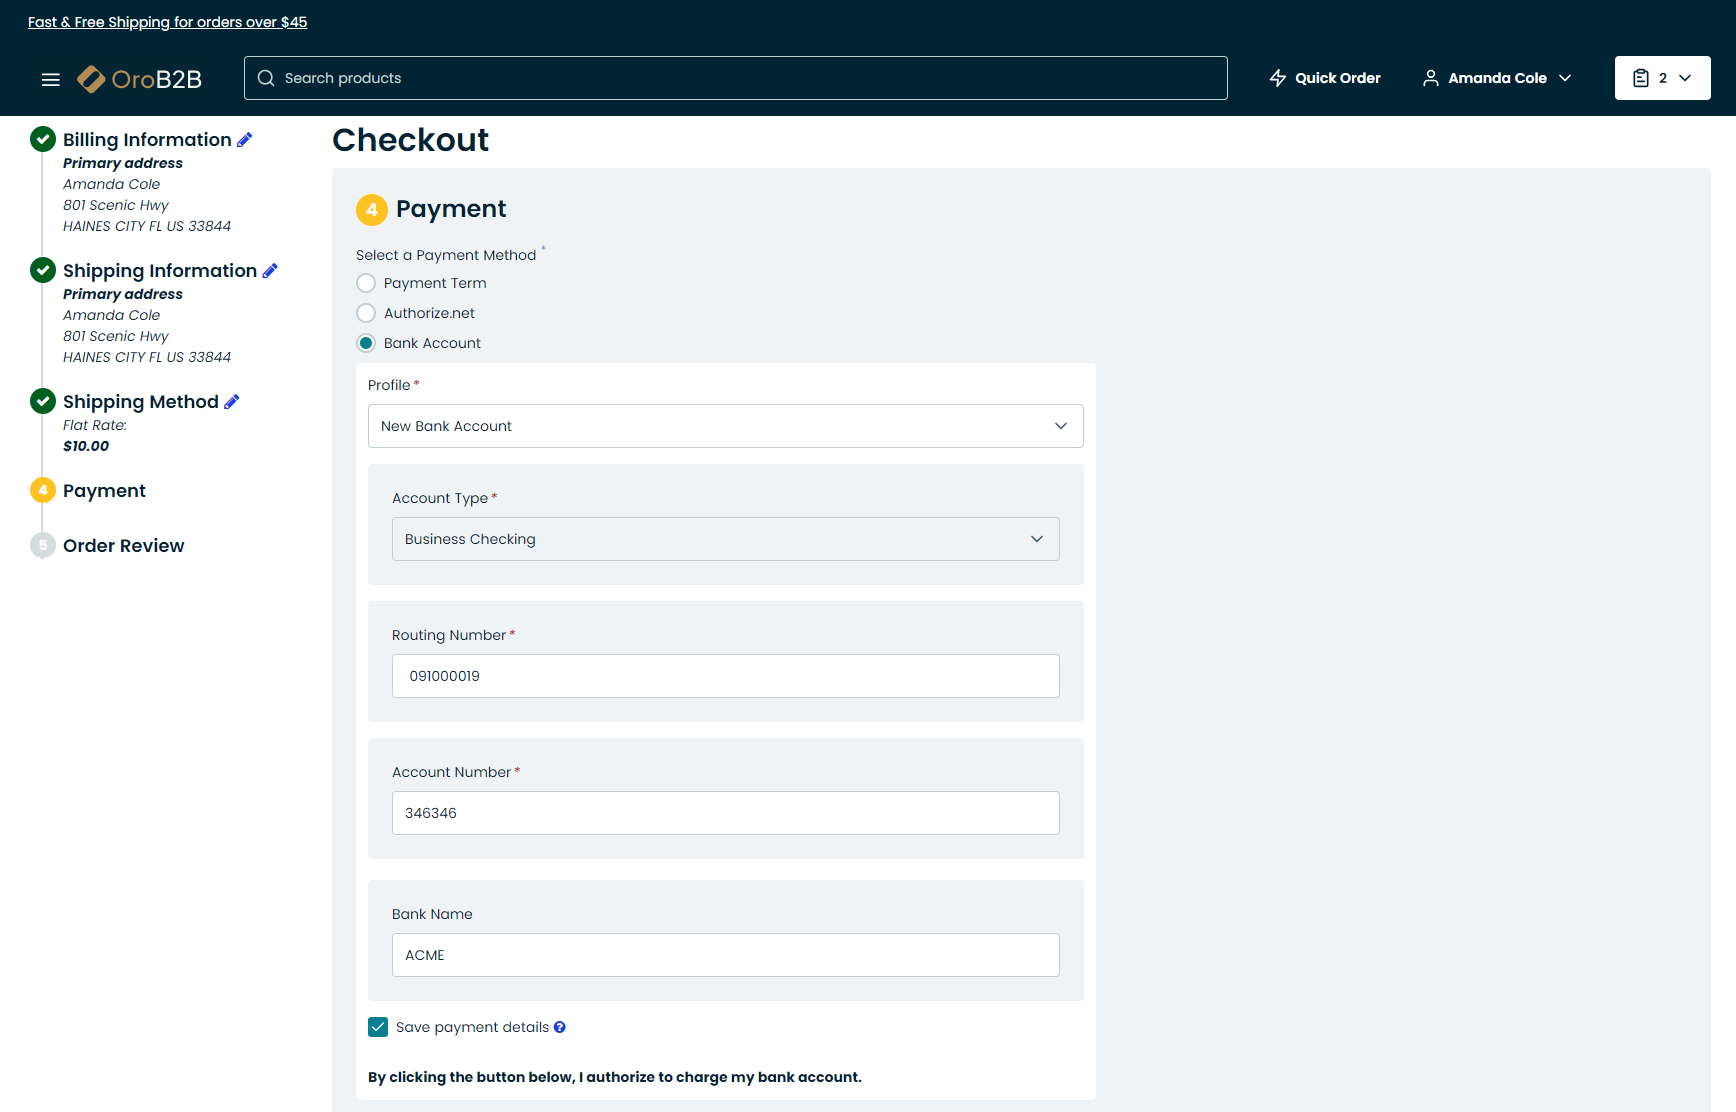 Fast & Free Shipping for orders over $45
OroB2B
Search products
Quick Order
Amanda Cole
2
Billing Information
Primary address
Amanda Cole
801 Scenic Hwy
HAINES CITY FL US 33844
Shipping Information
Primary address
Amanda Cole
801 Scenic Hwy
HAINES CITY FL US 33844
Shipping Method
Flat Rate:
$10.00
4 Payment
5 Order Review
Checkout
4 Payment
Select a Payment Method *
Payment Term
Authorize.net
Bank Account
Profile *
New Bank Account
Account Type *
Business Checking
Routing Number *
091000019
Account Number *
346346
Bank Name
ACME
Save payment details ?
By clicking the button below, I authorize to charge my bank account.